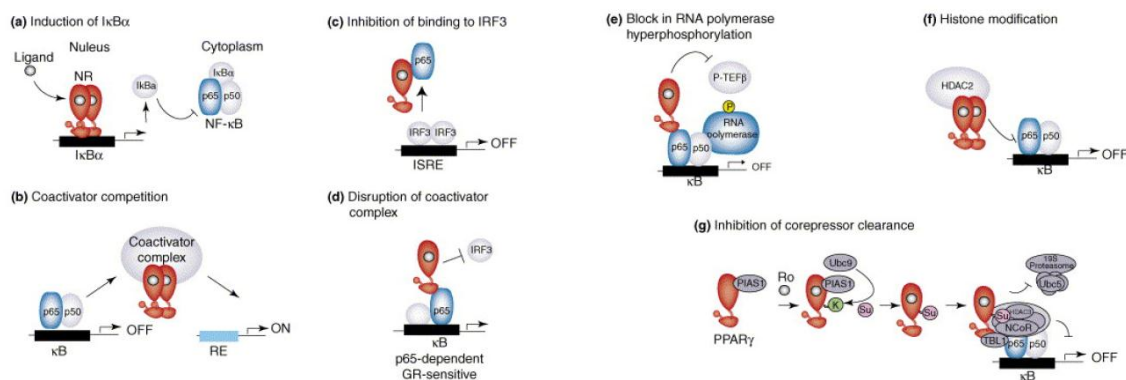 (a) Induction of IκBα
Ligand
Nuleus
Cytoplasm
NR
IkBa
IκBα
p65 p50
NF-κB
IκBα
(b) Coactivator competition
Coactivator
complex
p65 p50
OFF
κB
ON
RE
(c) Inhibition of binding to IRF3
p65
IRF3 IRF3
OFF
ISRE
(d) Disruption of coactivator
complex
IRF3
p65
κB
p65-dependent
GR-sensitive
(e) Block in RNA polymerase
hyperphosphorylation
P-TEFβ
P
RNA
polymerase
p65 p50
OFF
κB
(f) Histone modification
HDAC2
p65 p50
OFF
κB
(g) Inhibition of corepressor clearance
PIAS1
PPARγ
Ro
Ubc9
PIAS1
K
Su
Su
19S
Proteasome
Ubc5
Su HDAC3
NCoR
TBL1
p65 p50
OFF
κB